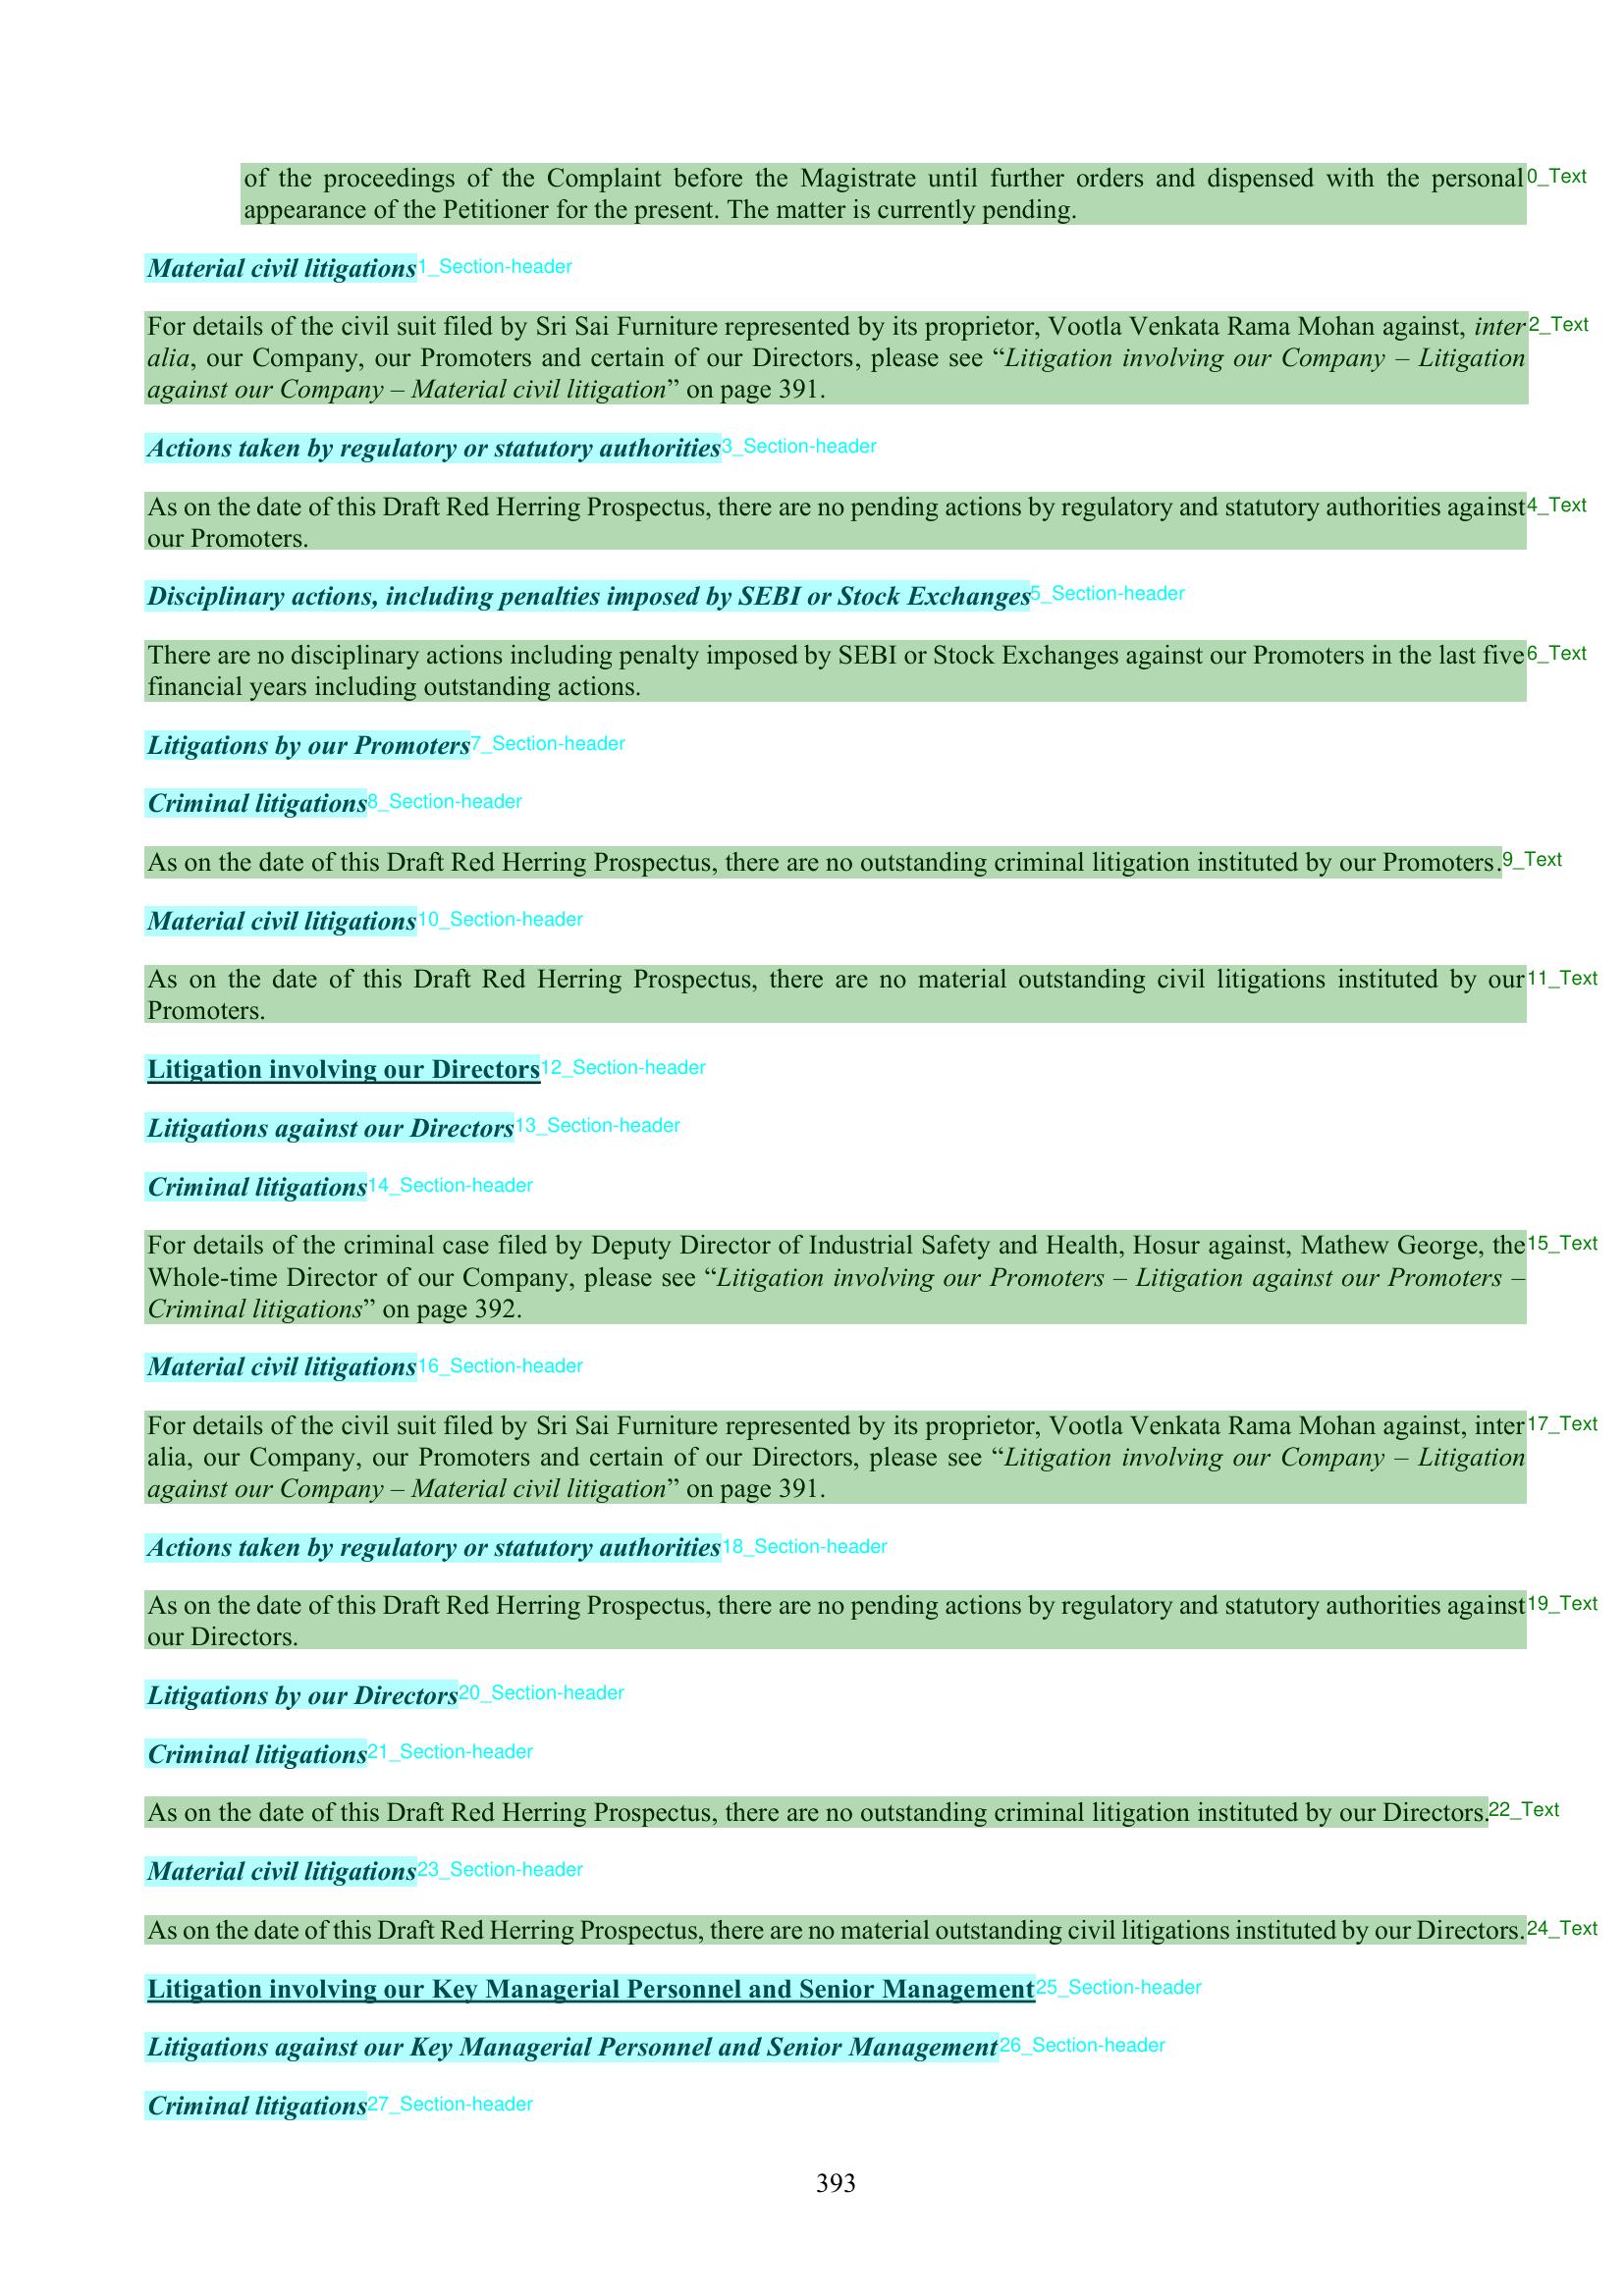 of the proceedings of the Complaint before the Magistrate until further orders and dispensed with the personal 0_Text
appearance of the Petitioner for the present. The matter is currently pending.
Material civil litigations 1_Section-header
For details of the civil suit filed by Sri Sai Furniture represented by its proprietor, Vootla Venkata Rama Mohan against, inter 2_Text
alia, our Company, our Promoters and certain of our Directors, please see “Litigation involving our Company – Litigation
against our Company – Material civil litigation” on page 391.
Actions taken by regulatory or statutory authorities 3_Section-header
As on the date of this Draft Red Herring Prospectus, there are no pending actions by regulatory and statutory authorities against 4_Text
our Promoters.
Disciplinary actions, including penalties imposed by SEBI or Stock Exchanges 5_Section-header
There are no disciplinary actions including penalty imposed by SEBI or Stock Exchanges against our Promoters in the last five 6_Text
financial years including outstanding actions.
Litigations by our Promoters 7_Section-header
Criminal litigations 8_Section-header
As on the date of this Draft Red Herring Prospectus, there are no outstanding criminal litigation instituted by our Promoters. 9_Text
Material civil litigations 10_Section-header
As on the date of this Draft Red Herring Prospectus, there are no material outstanding civil litigations instituted by our 11_Text
Promoters.
Litigation involving our Directors 12_Section-header
Litigations against our Directors 13_Section-header
Criminal litigations 14_Section-header
For details of the criminal case filed by Deputy Director of Industrial Safety and Health, Hosur against, Mathew George, the 15_Text
Whole-time Director of our Company, please see “Litigation involving our Promoters – Litigation against our Promoters –
Criminal litigations” on page 392.
Material civil litigations 16_Section-header
For details of the civil suit filed by Sri Sai Furniture represented by its proprietor, Vootla Venkata Rama Mohan against, inter 17_Text
alia, our Company, our Promoters and certain of our Directors, please see “Litigation involving our Company – Litigation
against our Company – Material civil litigation” on page 391.
Actions taken by regulatory or statutory authorities 18_Section-header
As on the date of this Draft Red Herring Prospectus, there are no pending actions by regulatory and statutory authorities against 19_Text
our Directors.
Litigations by our Directors 20_Section-header
Criminal litigations 21_Section-header
As on the date of this Draft Red Herring Prospectus, there are no outstanding criminal litigation instituted by our Directors. 22_Text
Material civil litigations 23_Section-header
As on the date of this Draft Red Herring Prospectus, there are no material outstanding civil litigations instituted by our Directors. 24_Text
Litigation involving our Key Managerial Personnel and Senior Management 25_Section-header
Litigations against our Key Managerial Personnel and Senior Management 26_Section-header
Criminal litigations 27_Section-header
393